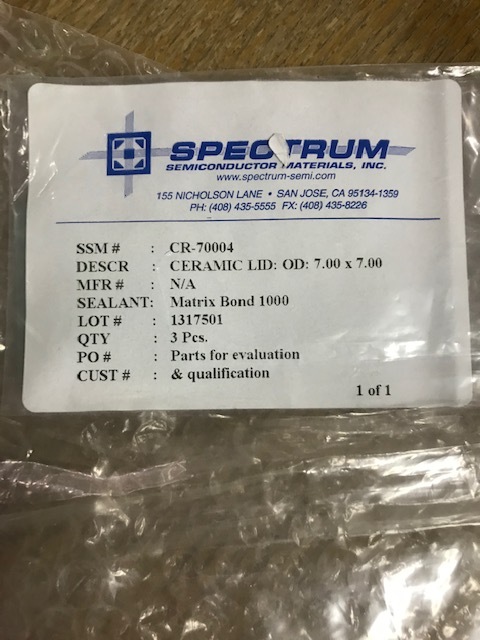 SPECTRUM
SEMICONDUCTOR MATERIALS, INC.
www.spectrum-semi.com
155 NICHOLSON LANE • SAN JOSE, CA 95134-1359
PH: (408) 435-5555 FX: (408) 435-8226
SSM # : CR-70004
DESCR : CERAMIC LID: OD: 7.00 x 7.00
MFR # : N/A
SEALANT: Matrix Bond 1000
LOT # : 1317501
QTY : 3 Pcs.
PO # : Parts for evaluation
CUST # : & qualification
1 of 1